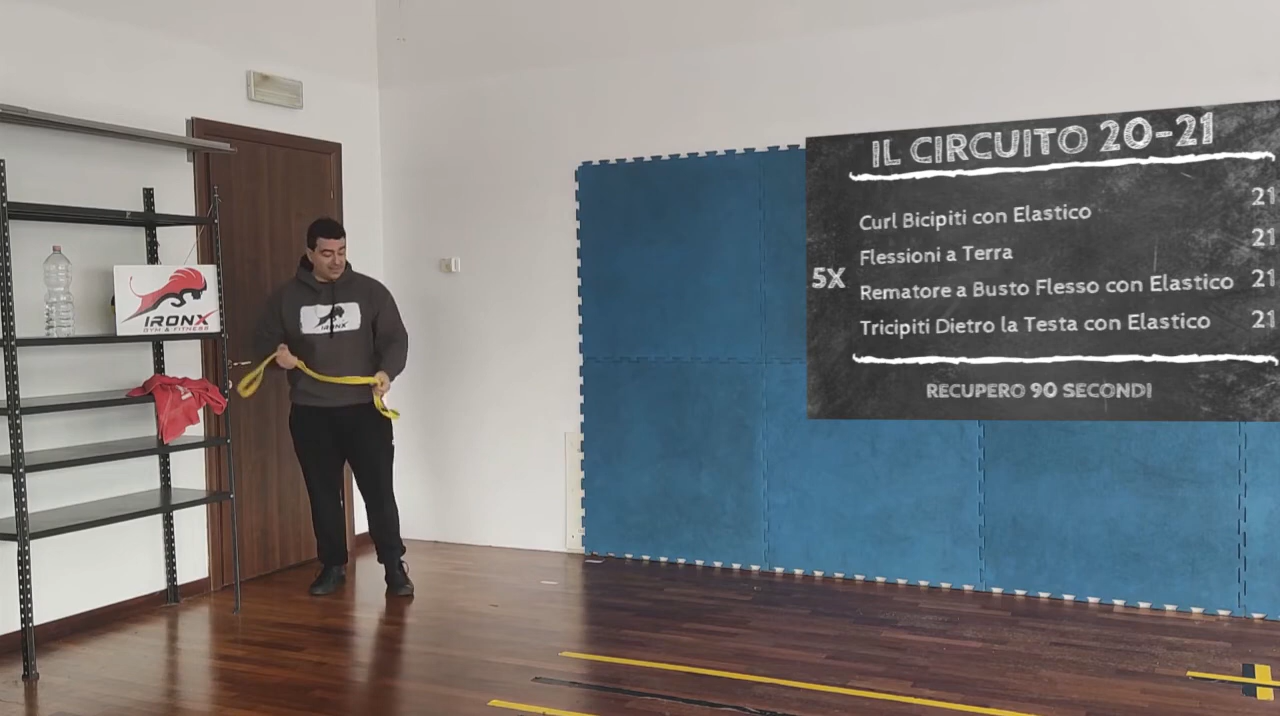 IL CIRCUITO 20-21
Curl Bicipiti con Elastico 21
Flessioni a Terra 21
5X
Rematore a Busto Flesso con Elastico 21
Tricipiti Dietro la Testa con Elastico 21
RECUPERO 90 SECONDI
IRONX
GYM & FITNESS
IRONX